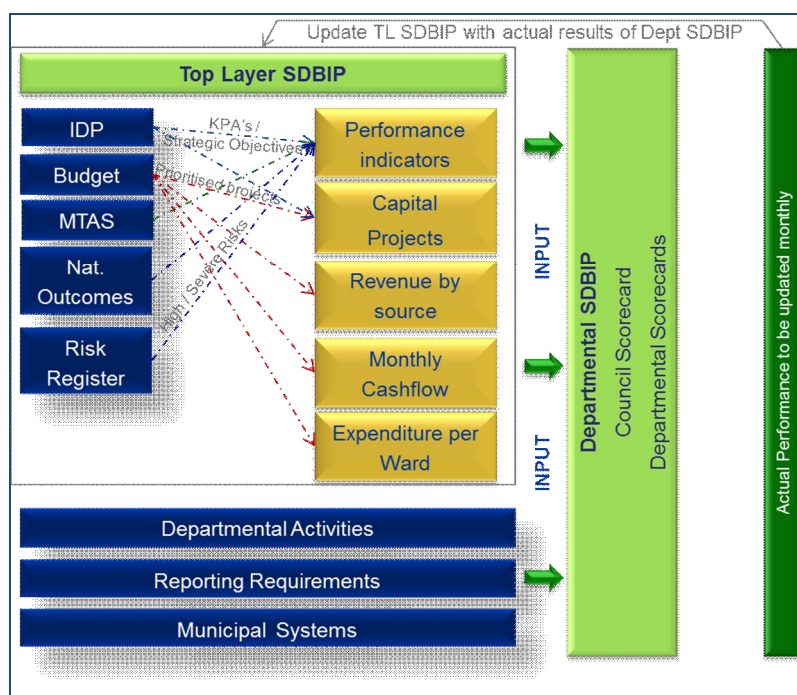 Update TL SDBIP with actual results of Dept SDBIP
Top Layer SDBIP
IDP
Budget
MTAS
Nat.
Outcomes
Risk
Register
KPA's /
Strategic Objectives
Prioritised projects
High / Severe Risks
Performance
indicators
Capital
Projects
Revenue by
source
Monthly
Cashflow
Expenditure per
Ward
INPUT
INPUT
Departmental SDBIP
Council Scorecard
Departmental Scorecards
Actual Performance to be updated monthly
Departmental Activities
Reporting Requirements
Municipal Systems